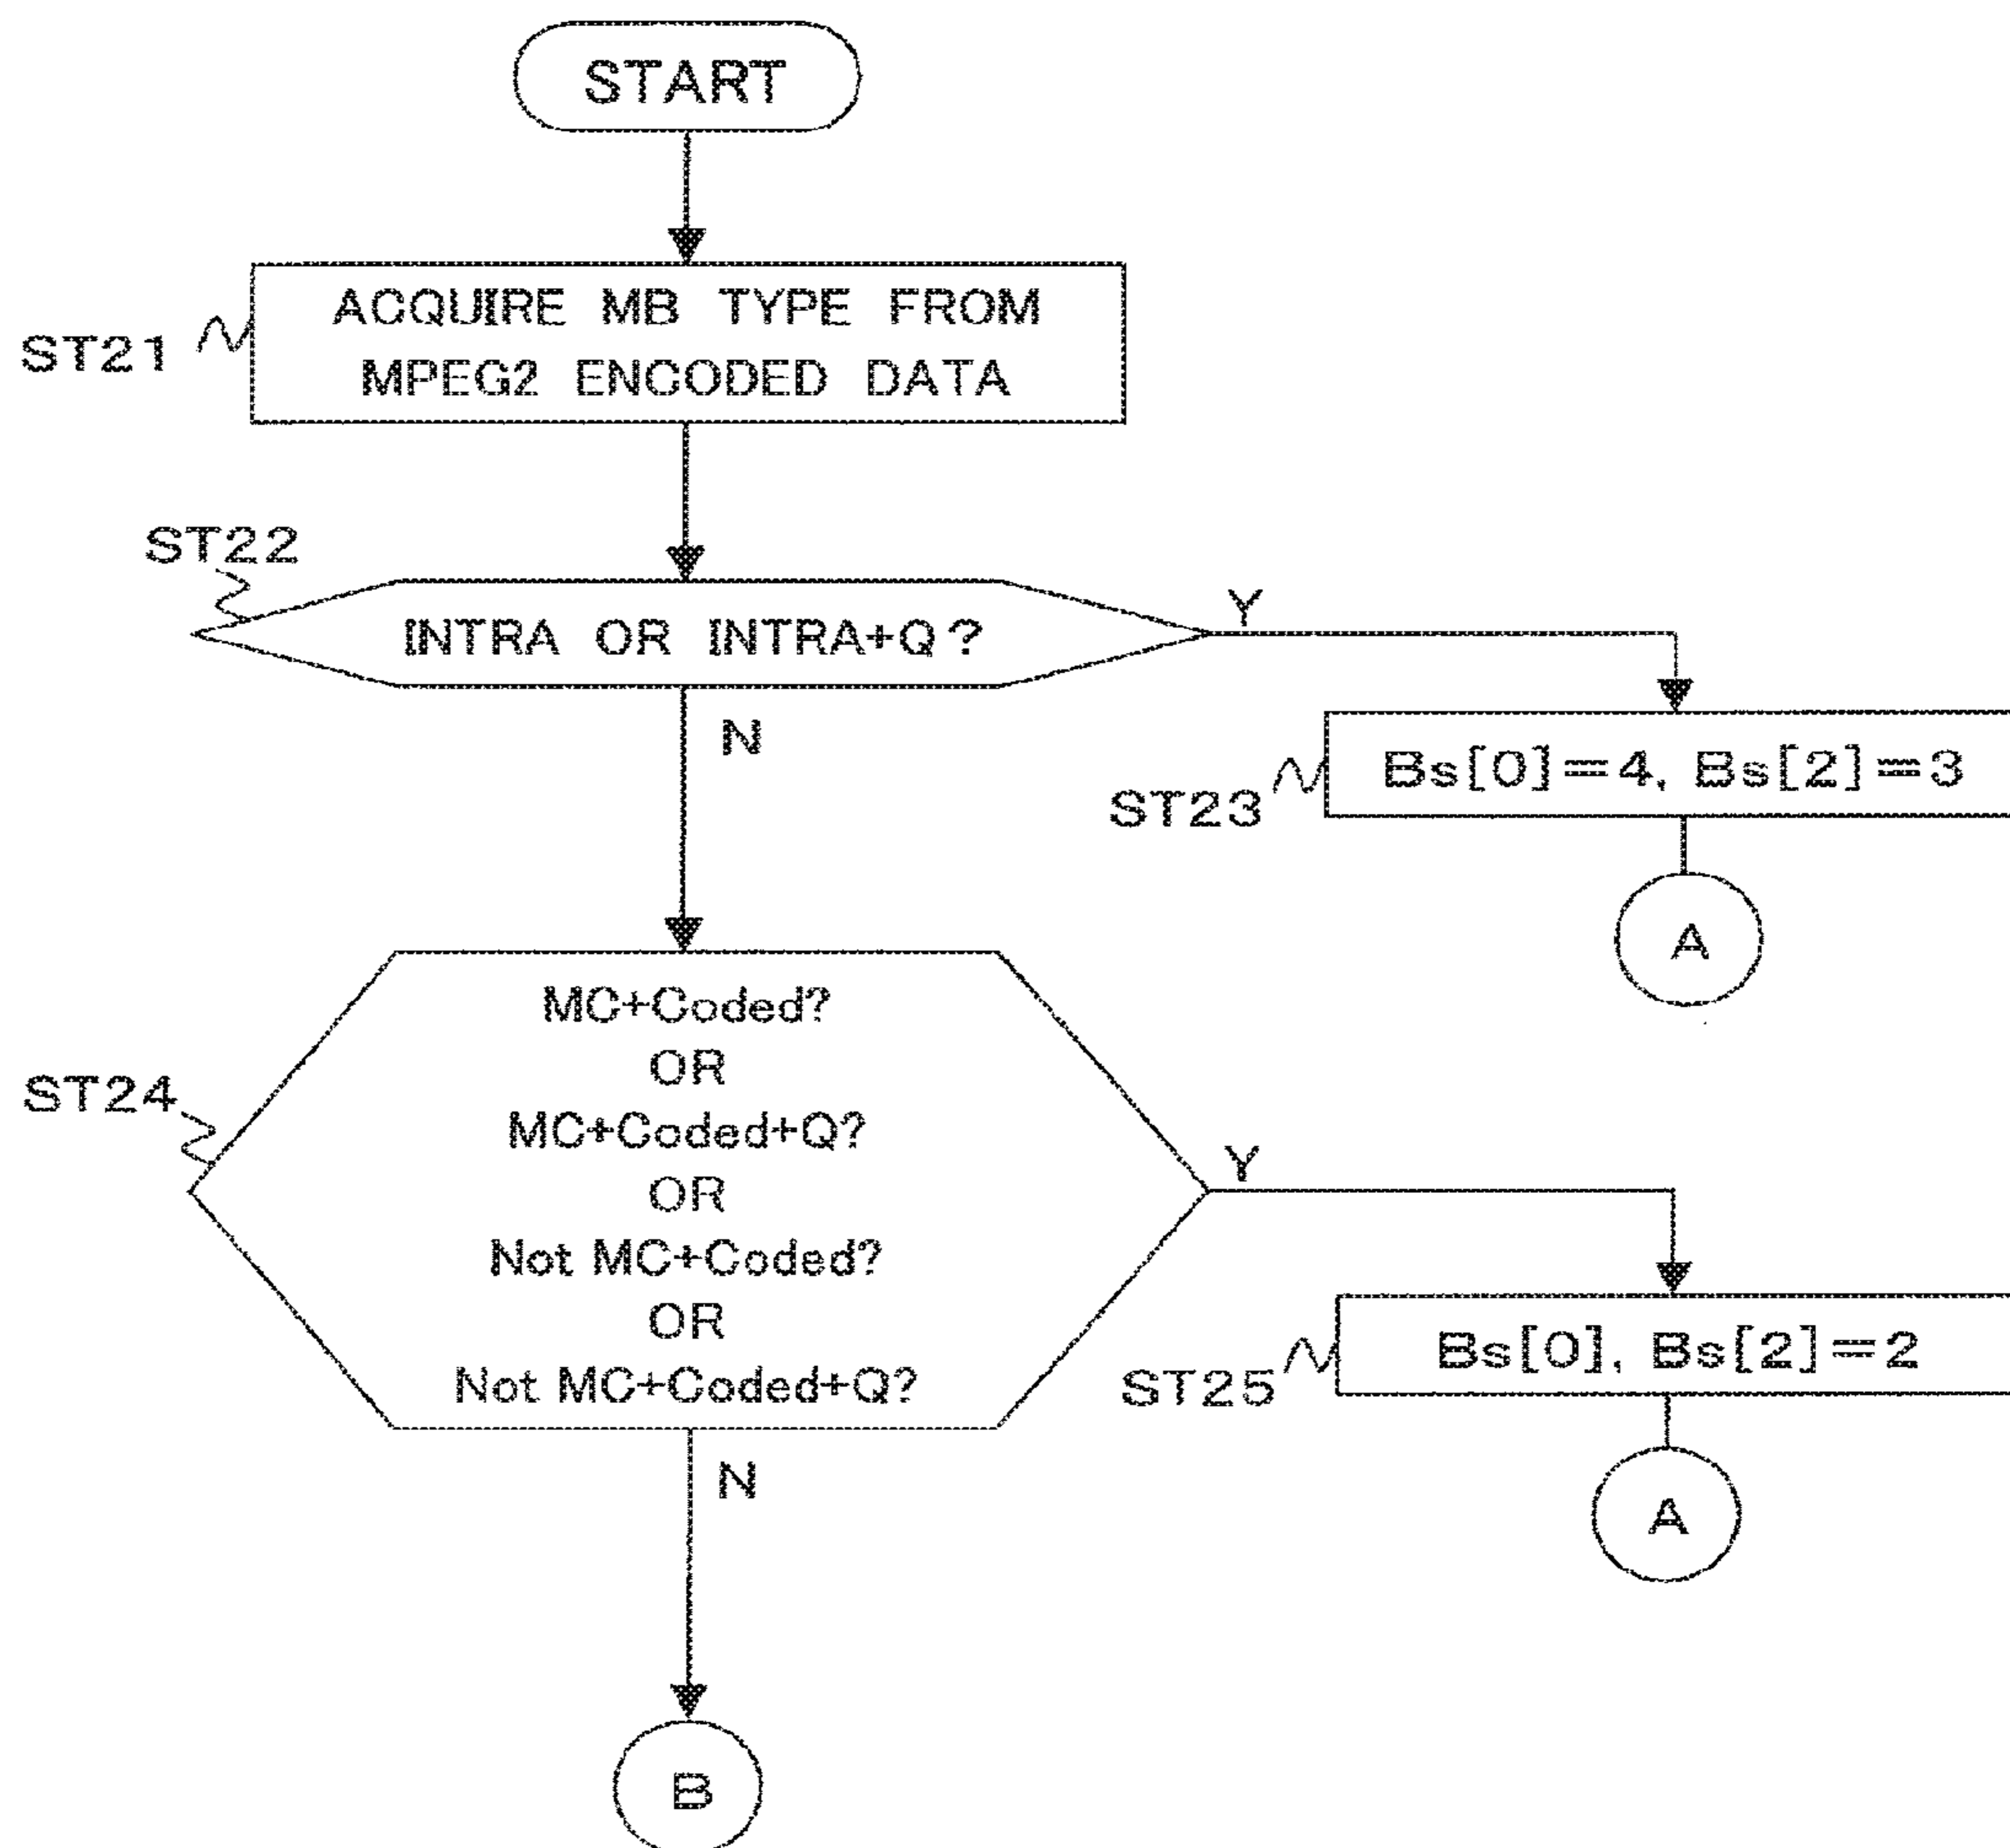 START
ST21
ACQUIRE MB TYPE FROM
MPEG2 ENCODED DATA
ST22
INTRA OR INTRA+Q?
Y
N
ST23
Bs[0]=4, Bs[2]=3
A
ST24
MC+Coded?
OR
MC+Coded+Q?
OR
Not MC+Coded?
OR
Not MC+Coded+Q?
Y
N
ST25
Bs[0], Bs[2]=2
A
B